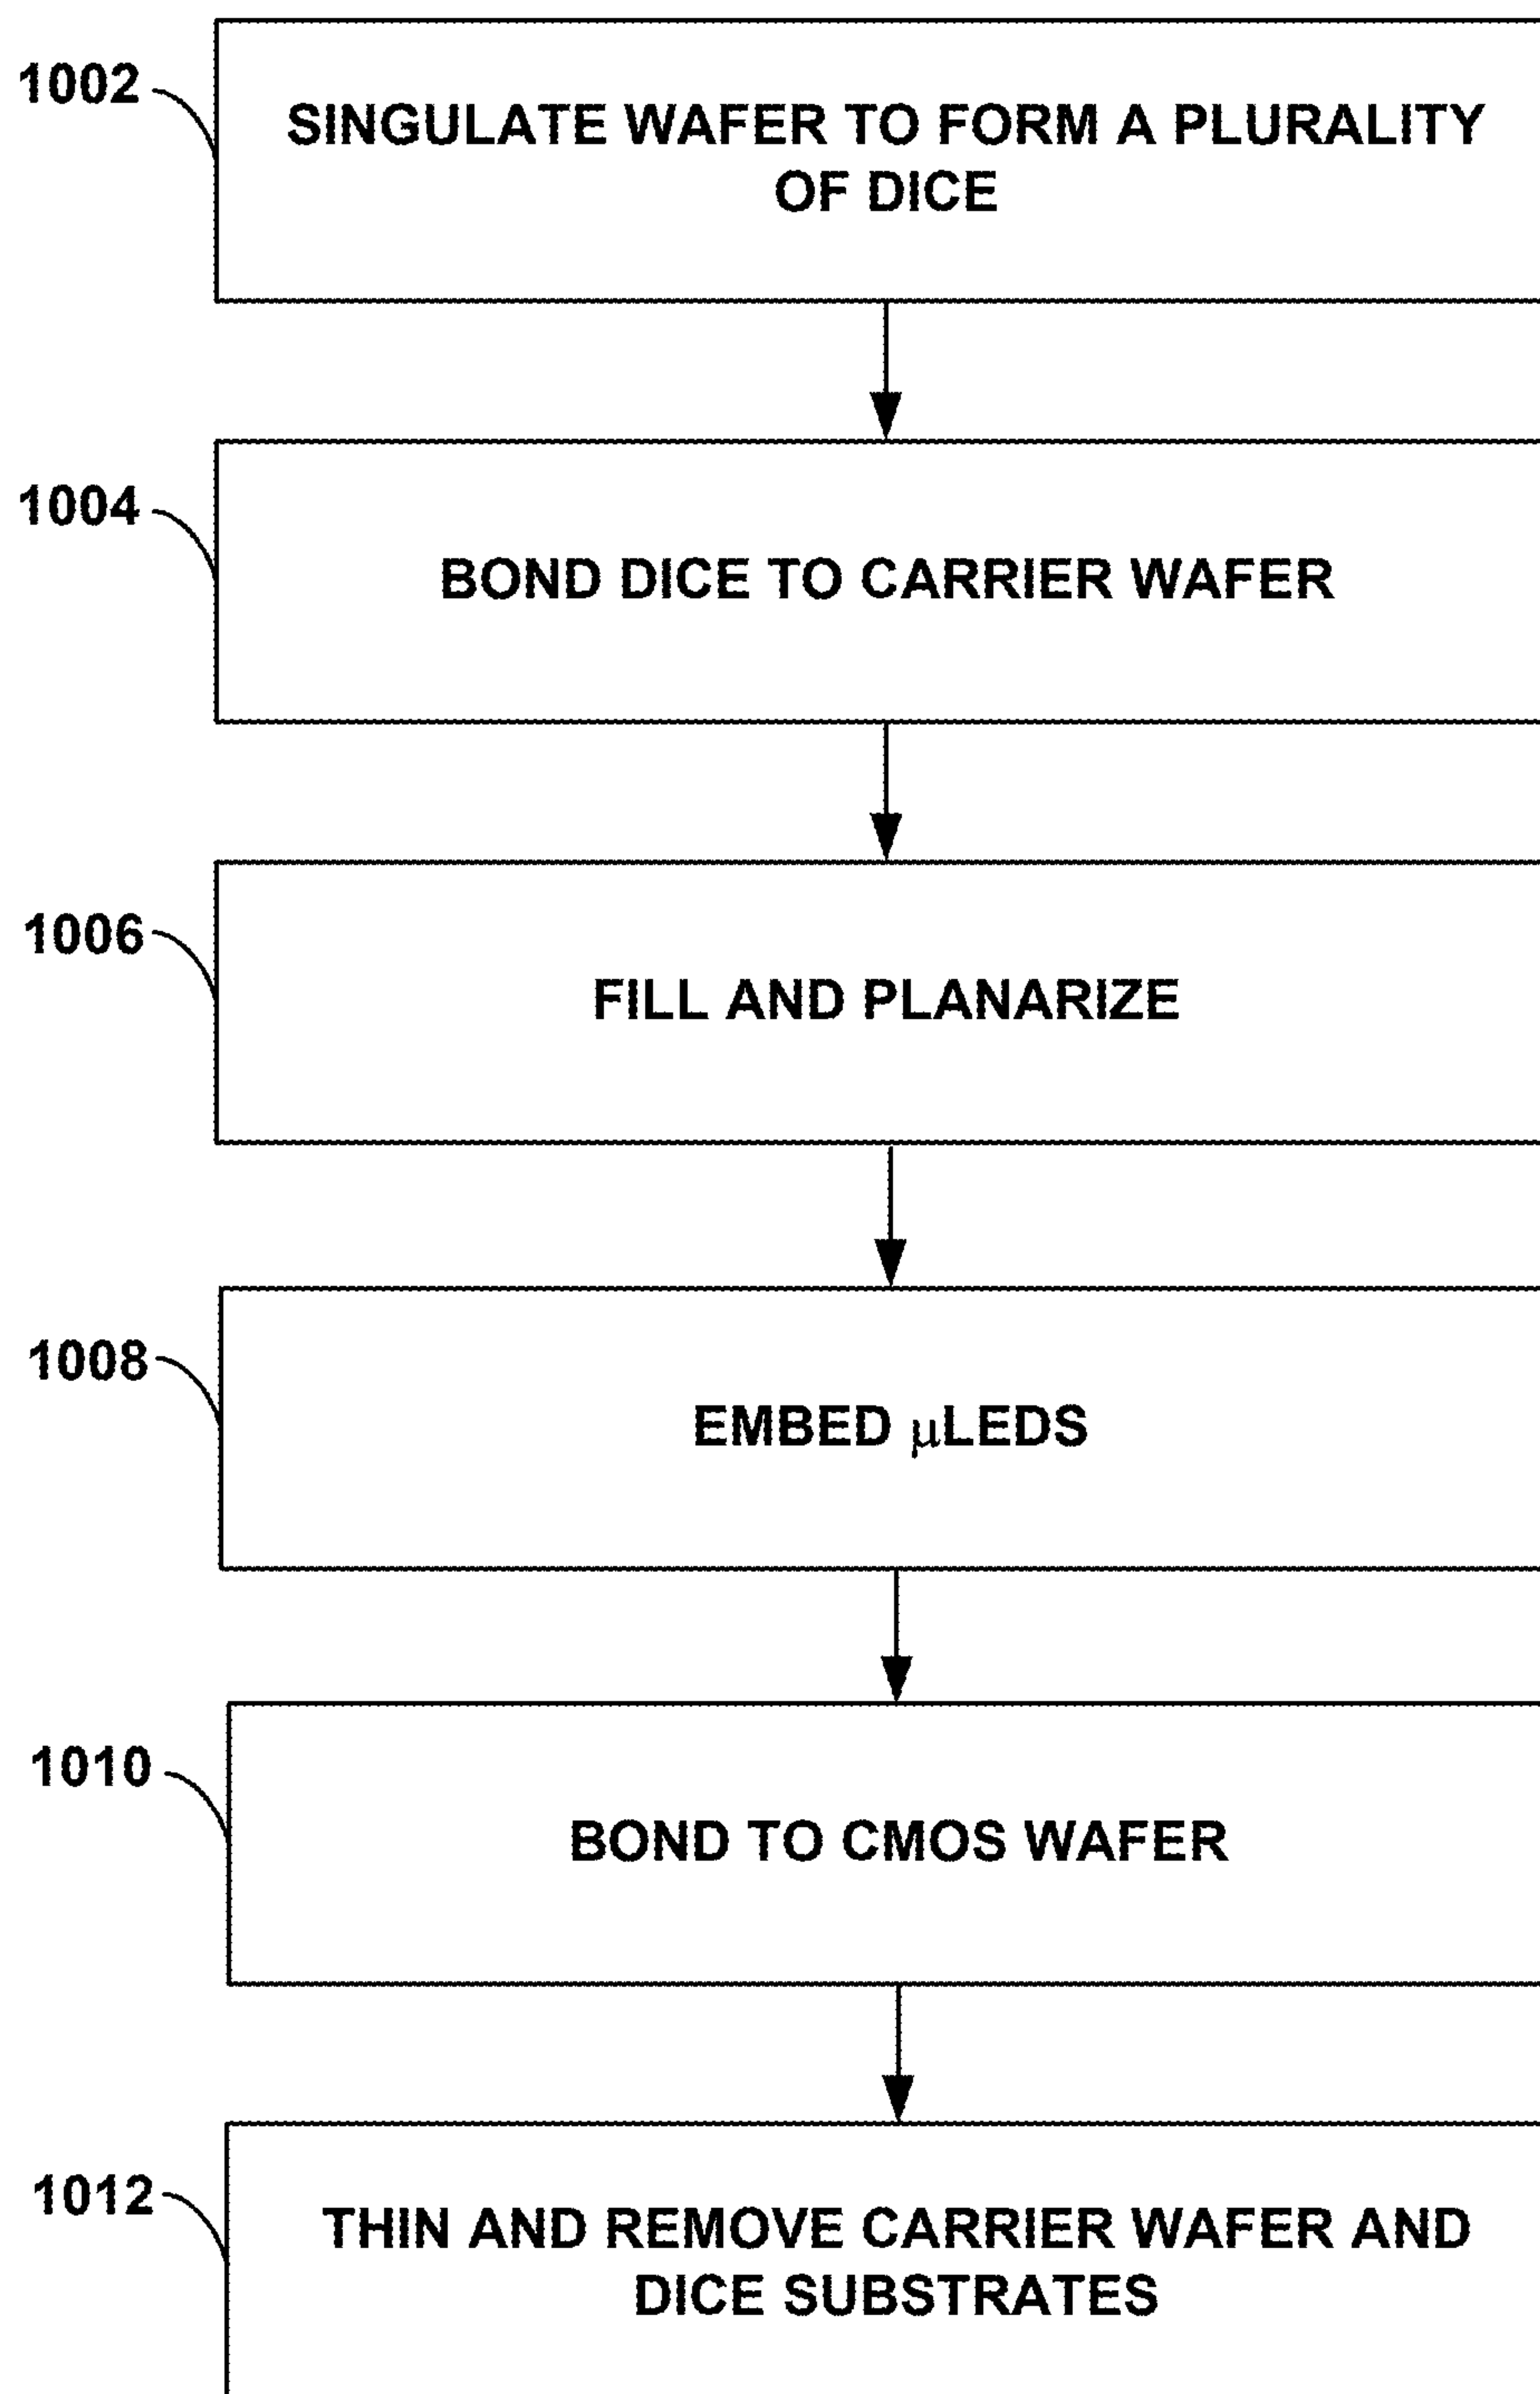 1002
SINGULATE WAFER TO FORM A PLURALITY
OF DICE
1004
BOND DICE TO CARRIER WAFER
1006
FILL AND PLANARIZE
1008
EMBED µLEDS
1010
BOND TO CMOS WAFER
1012
THIN AND REMOVE CARRIER WAFER AND
DICE SUBSTRATES